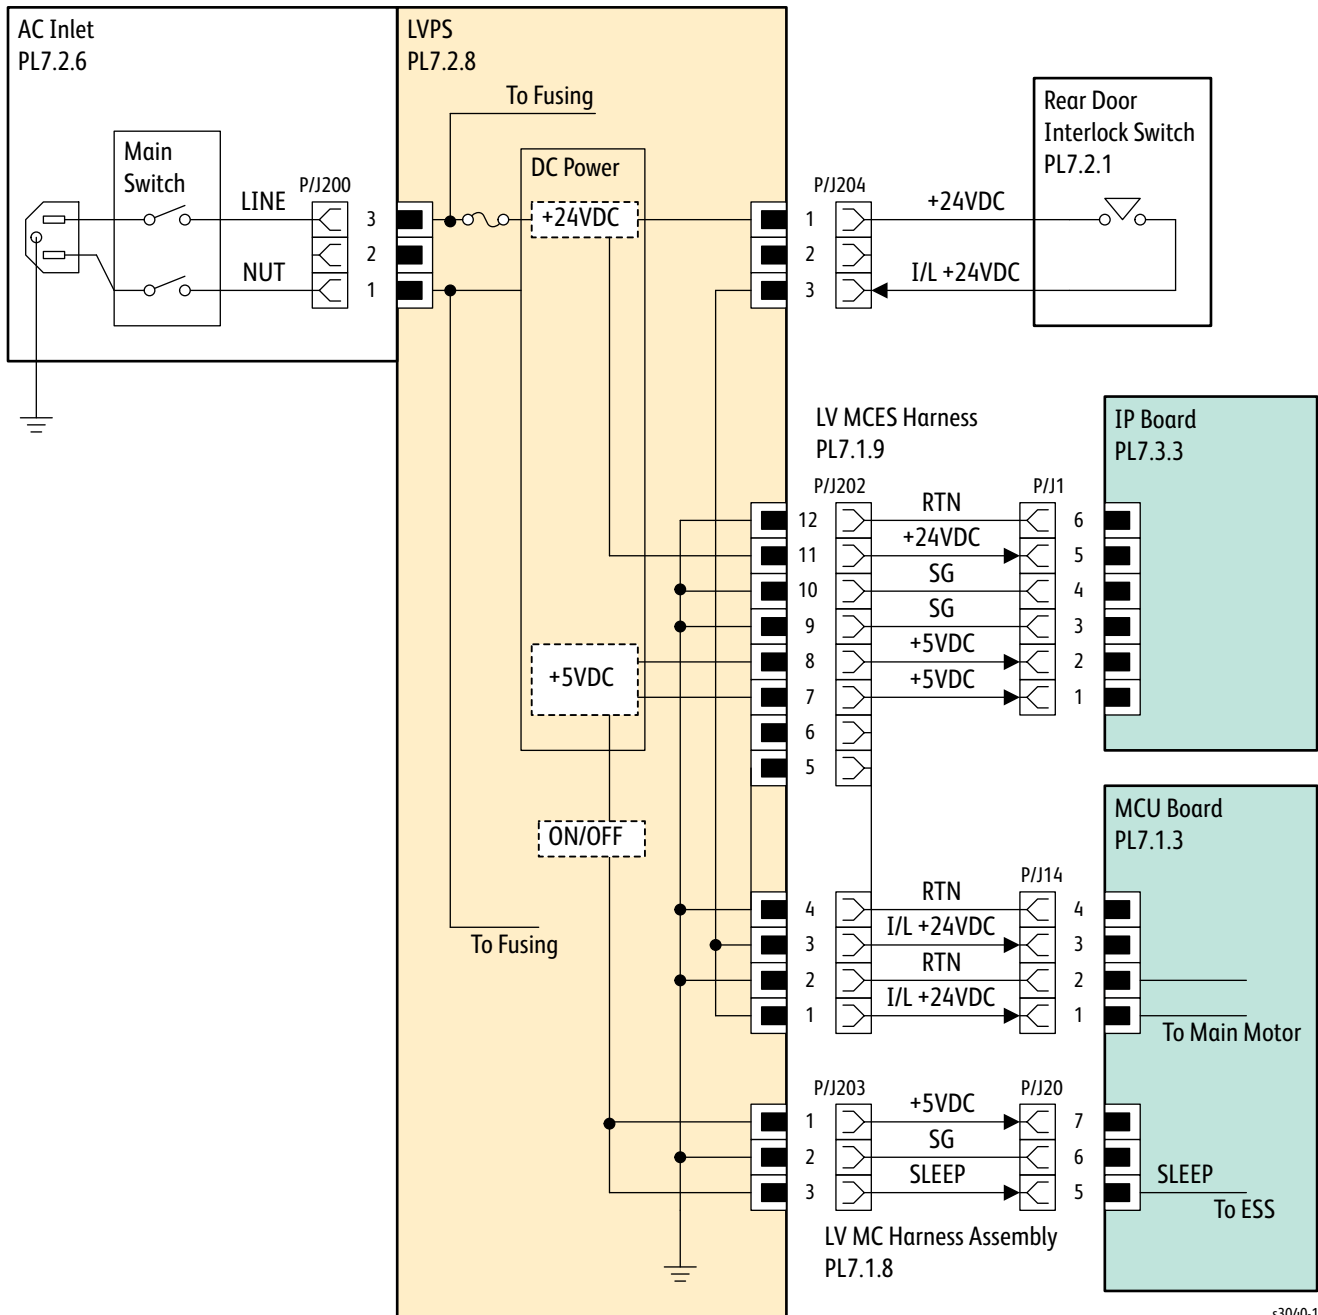 AC Inlet
PL7.2.6
Main
Switch
LINE
NUT
P/J200
3
2
1
LVPS
PL7.2.8
To Fusing
DC Power
+24VDC
+5VDC
ON/OFF
To Fusing
P/J204
1
2
3
+24VDC
I/L +24VDC
Rear Door
Interlock Switch
PL7.2.1
LV MCES Harness
PL7.1.9
P/J202
P/J1
12
RTN
6
11
+24VDC
5
10
SG
4
9
SG
3
8
+5VDC
2
7
+5VDC
1
6
5
IP Board
PL7.3.3
MCU Board
PL7.1.3
P/J14
4
RTN
4
3
I/L +24VDC
3
2
RTN
2
1
I/L +24VDC
1
To Main Motor
P/J203
P/J20
1
+5VDC
7
2
SG
6
3
SLEEP
5
SLEEP
To ESS
LV MC Harness Assembly
PL7.1.8
s3040-1